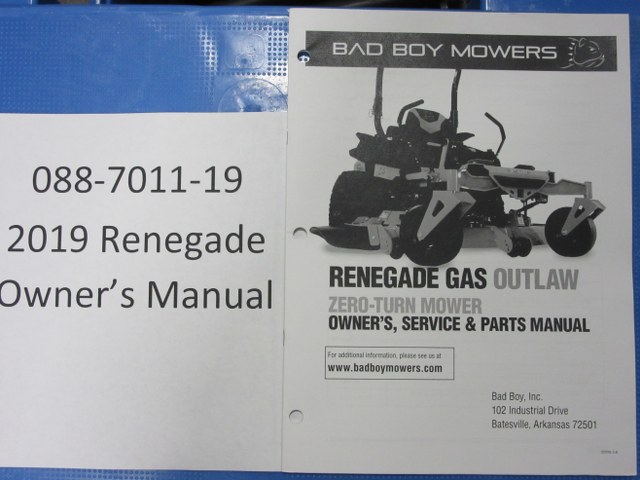 088-7011-19
2019 Renegade
Owner's Manual
BAD BOY MOWERS
RENEGADE GAS OUTLAW
ZERO-TURN MOWER
OWNER'S, SERVICE & PARTS MANUAL
For additional information, please see us at
www.badboymowers.com
Bad Boy, Inc.
102 Industrial Drive
Batesville, Arkansas 72501